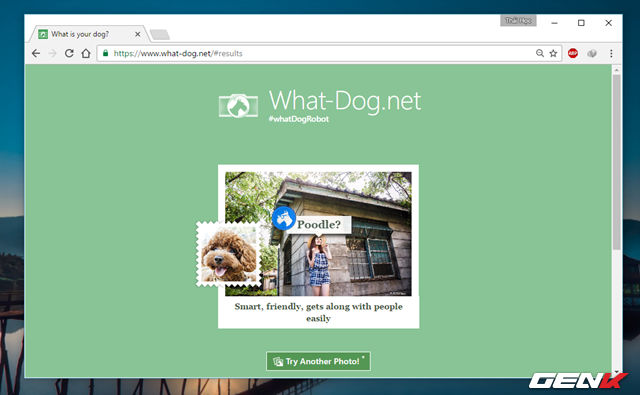 Thái Học
What is your dog?
https://www.what-dog.net/#results
ABP
What-Dog.net
#whatDogRobot
Poodle?
Smart, friendly, gets along with people
easily
Try Another Photo! *
GENK